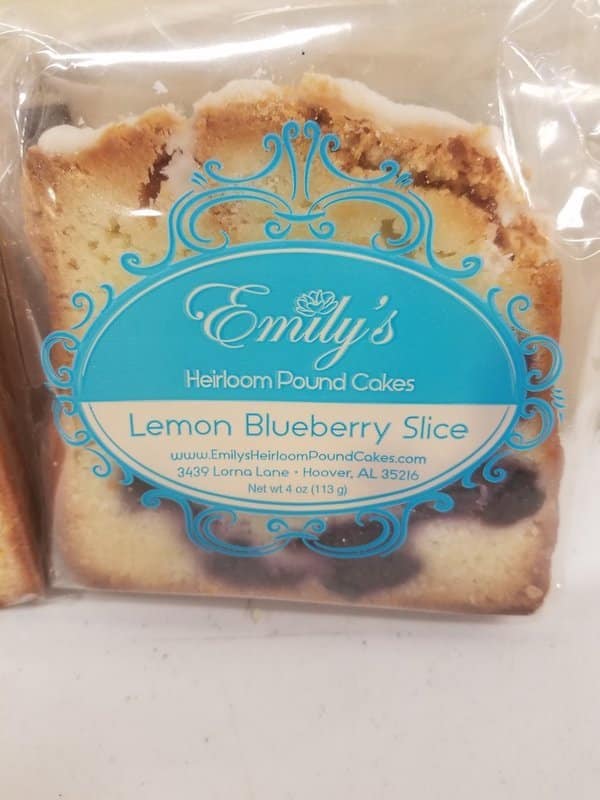 Emily's
Heirloom Pound Cakes
Lemon Blueberry Slice
www.EmilysHeirloomPoundCakes.com
3439 Lorna Lane • Hoover, AL 35216
Net wt 4 oz (113 g)